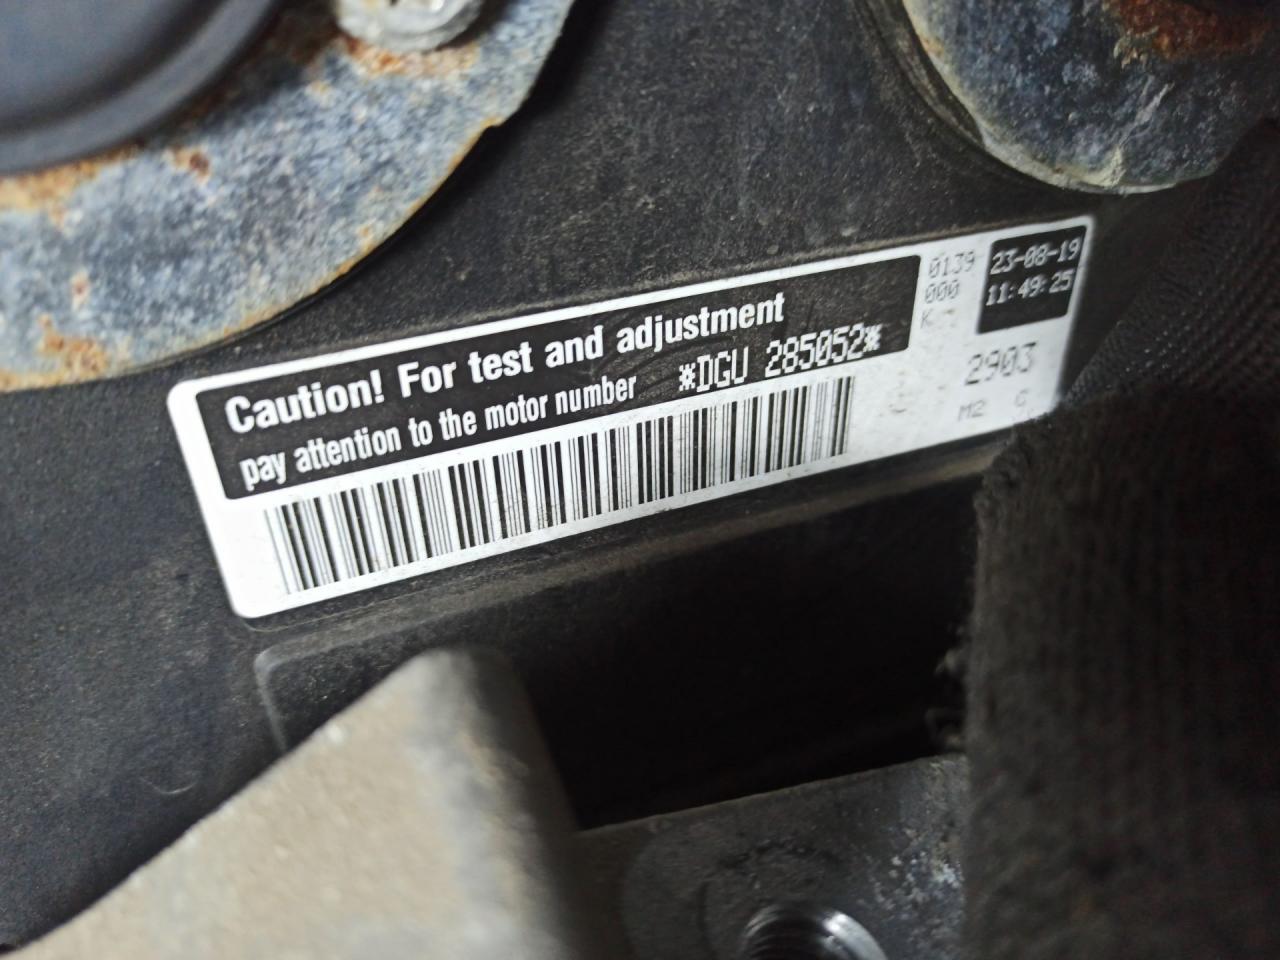 Caution! For test and adjustment
pay attention to the motor number *DGU 285052*
0139
000
K
23-08-19
11:49:25
2903
M2